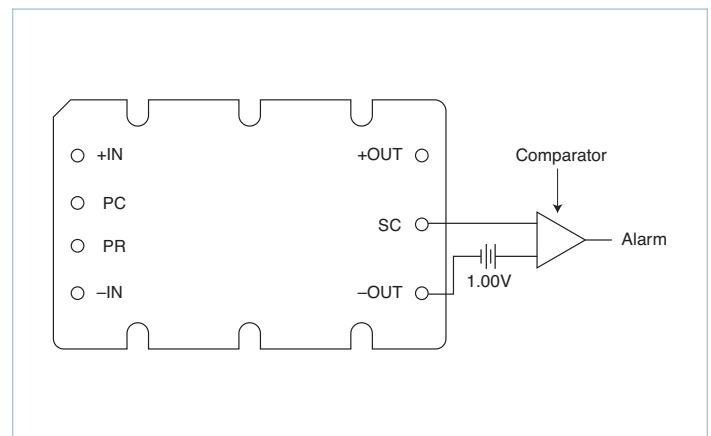 +IN
+OUT
Comparator
PC
SC
Alarm
PR
–IN
–OUT
1.00V